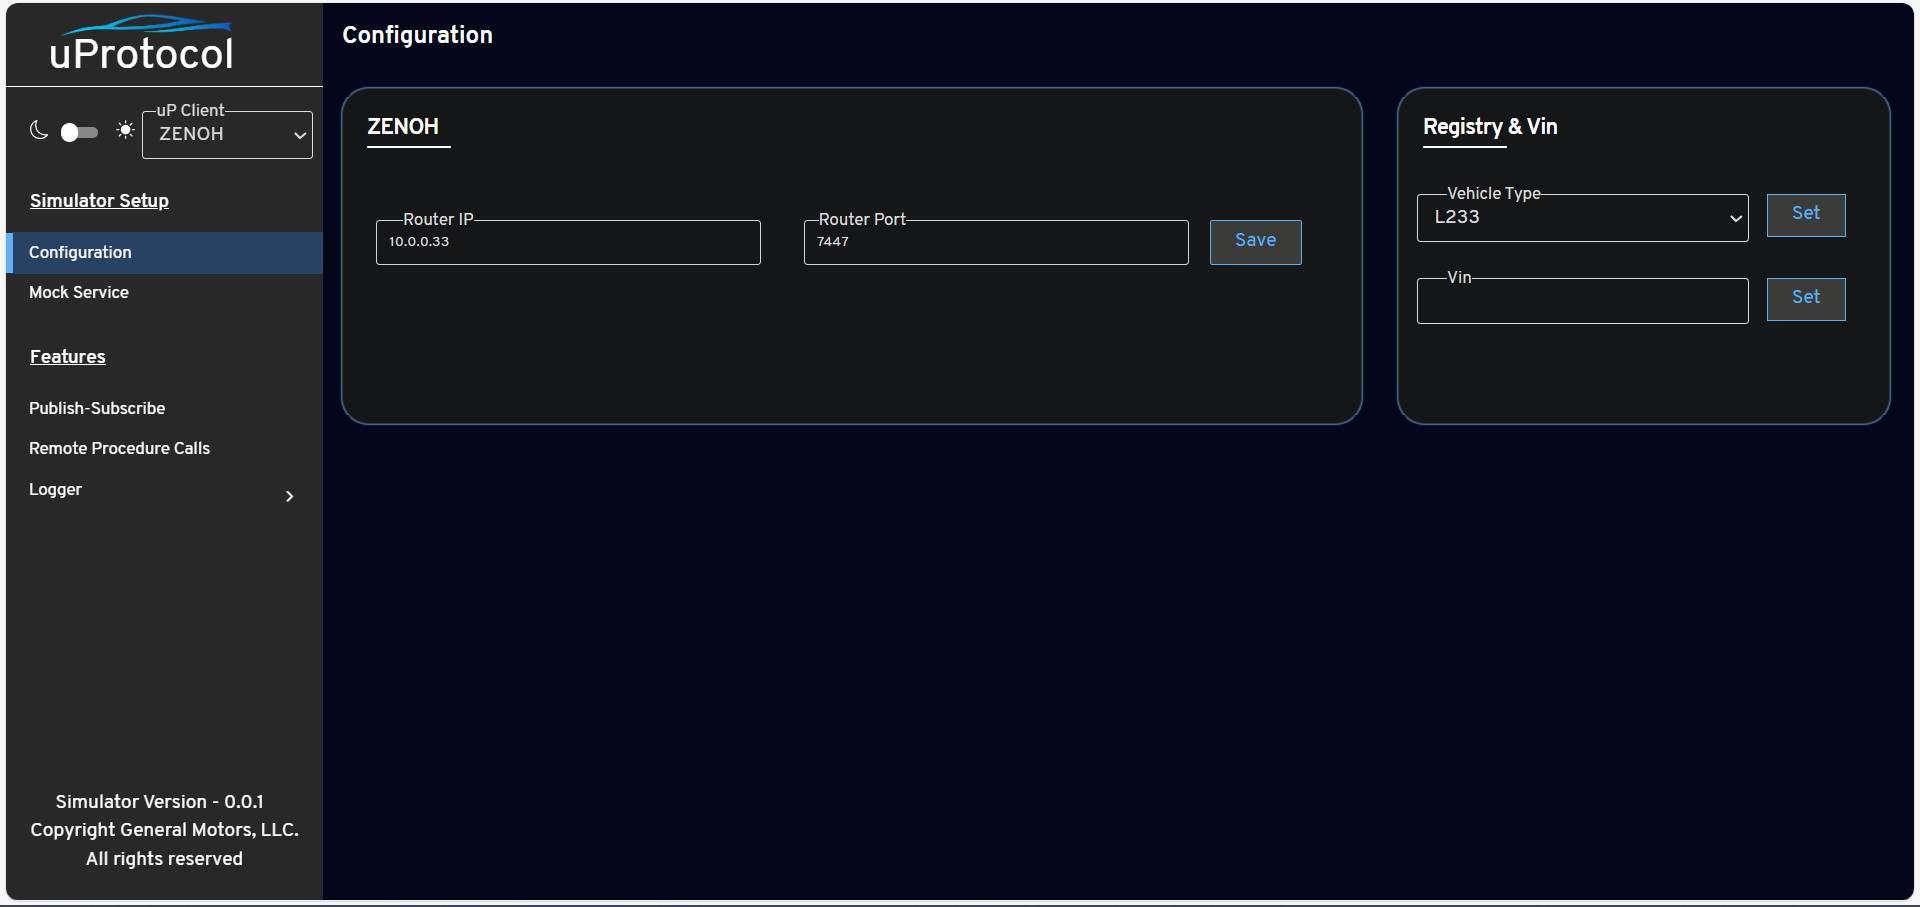 uProtocol
uP Client
ZENOH
Simulator Setup
Configuration
Mock Service
Features
Publish-Subscribe
Remote Procedure Calls
Logger
Simulator Version - 0.0.1
Copyright General Motors, LLC.
All rights reserved
Configuration
ZENOH
Router IP
10.0.0.33
Router Port
7447
Save
Registry & Vin
Vehicle Type
L233
Set
Vin
Set